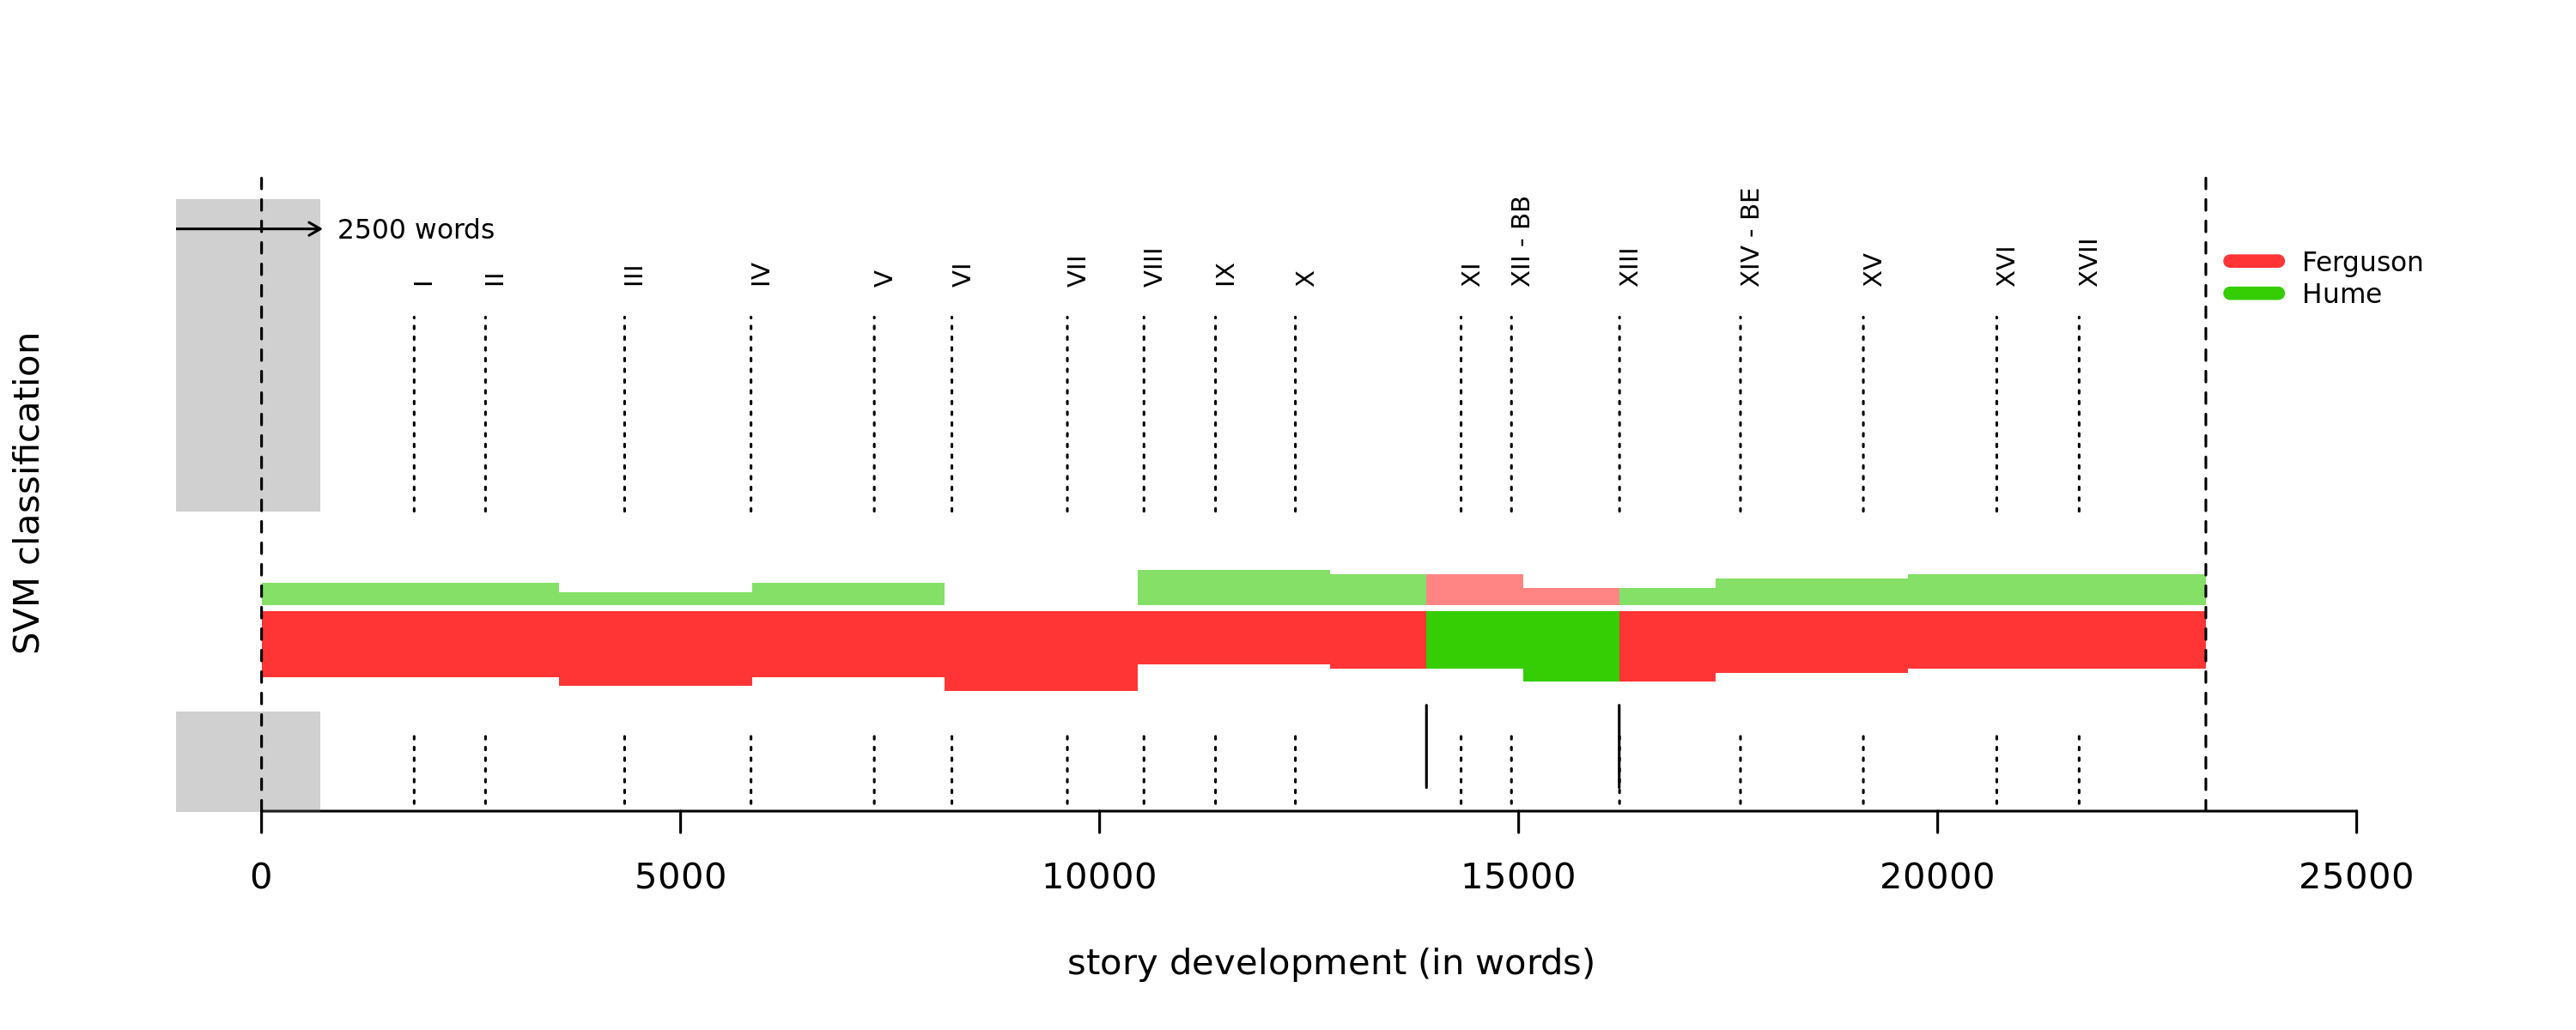 2500 words
I
II
III
IV
V
VI
VII
VIII
IX
X
XI
XII - BB
XIII
XIV - BE
XV
XVI
XVII
Ferguson
Hume
SVM classification
0
5000
10000
15000
20000
25000
story development (in words)